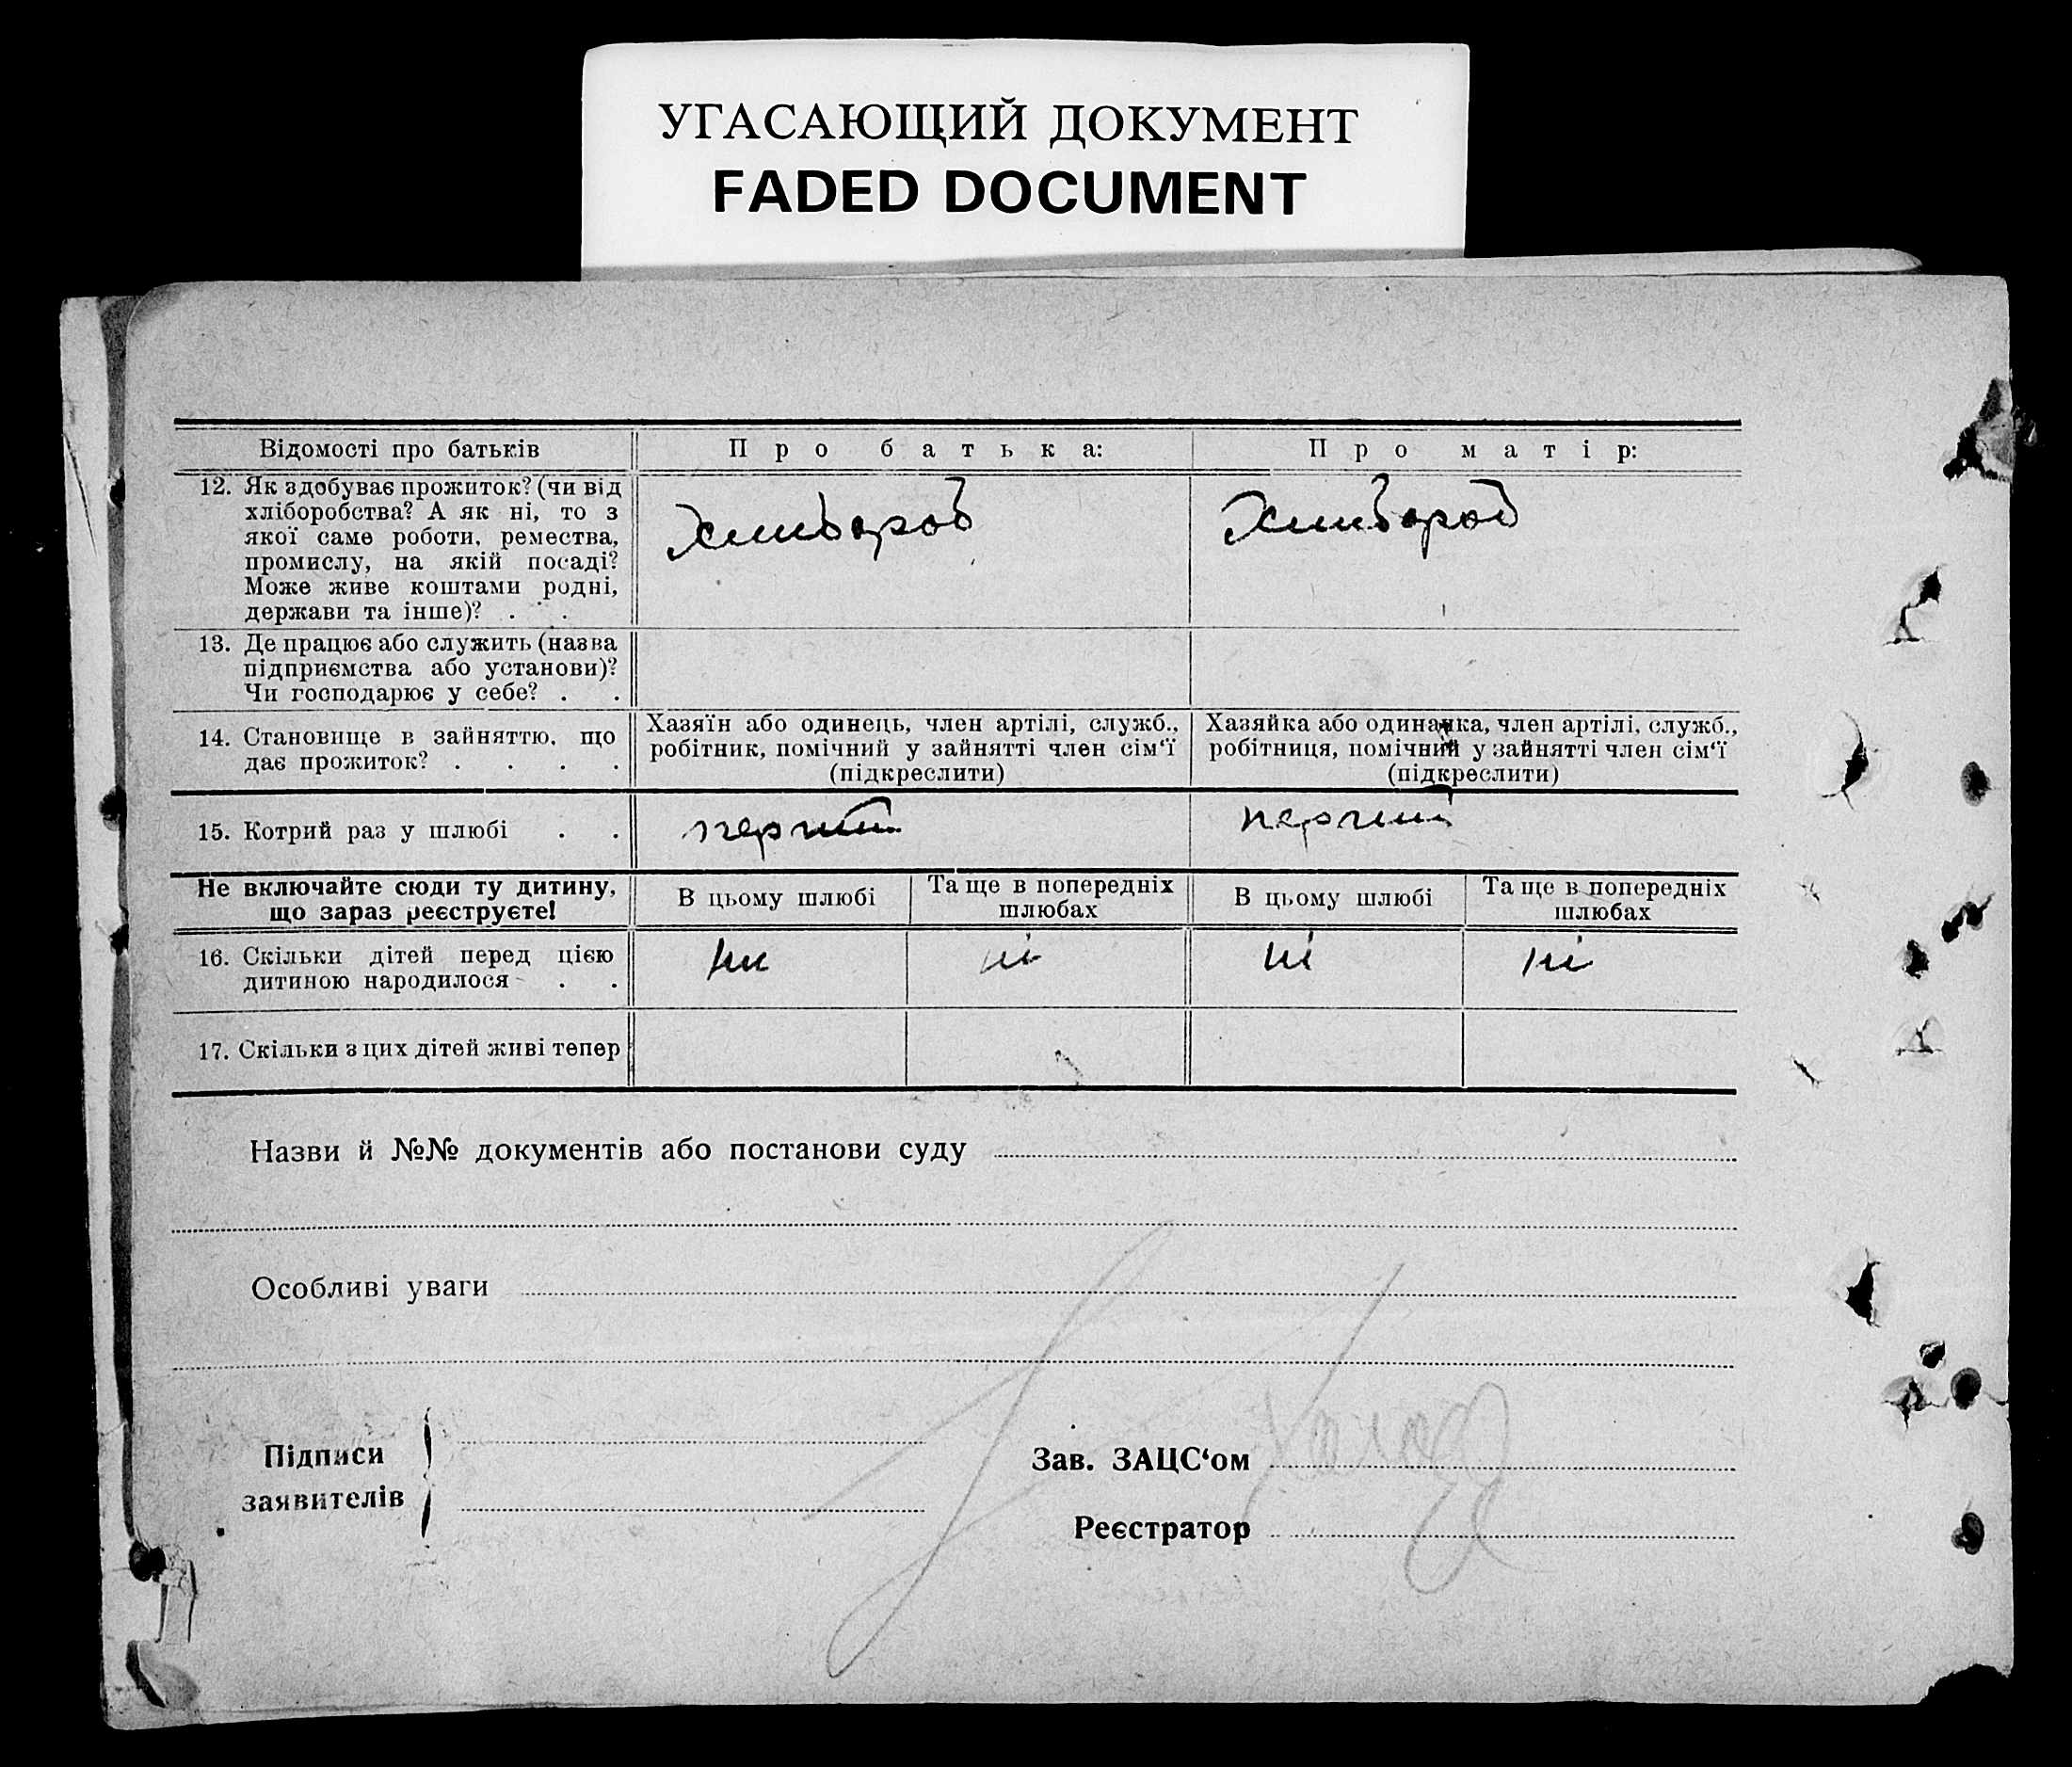 УГАСАЮЩИЙ ДОКУМЕНТ
FADED DOCUMENT
Відомості про батьків
Про батька:
Про матір:
12. Як здобуває прожиток? (чи від
хліборобства? А як ні, то з
якої саме роботи, ремества,
промислу, на якій посаді?
Може живе коштами родні,
держави та інше)? . .
Хлибороб
Хлибороб
13. Де працює або служить (назва
підприємства або установи)?
Чи господарює у себе? . .
14. Становище в зайняттю, що
дає прожиток? . . . .
Хазяїн або одинець, член артілі, служб.,
робітник, помічний у зайнятті член сім‘ї
(підкреслити)
Хазяйка або одиначка, член артілі, служб.,
робітниця, помічний у зайнятті член сім‘ї
(підкреслити)
15. Котрий раз у шлюбі . .
перший
перший
Не включайте сюди ту дитину,
що зараз реєструєте!
В цьому шлюбі
Та ще в попередніх
шлюбах
В цьому шлюбі
Та ще в попередніх
шлюбах
16. Скільки дітей перед цією
дитиною народилося . .
ни
ні
ні
ні
17. Скільки з цих дітей живі тепер
Назви й №№ документів або постанови суду
Особливі уваги
Підписи
заявителів
Зав. ЗАЦС‘ом
Реєстратор